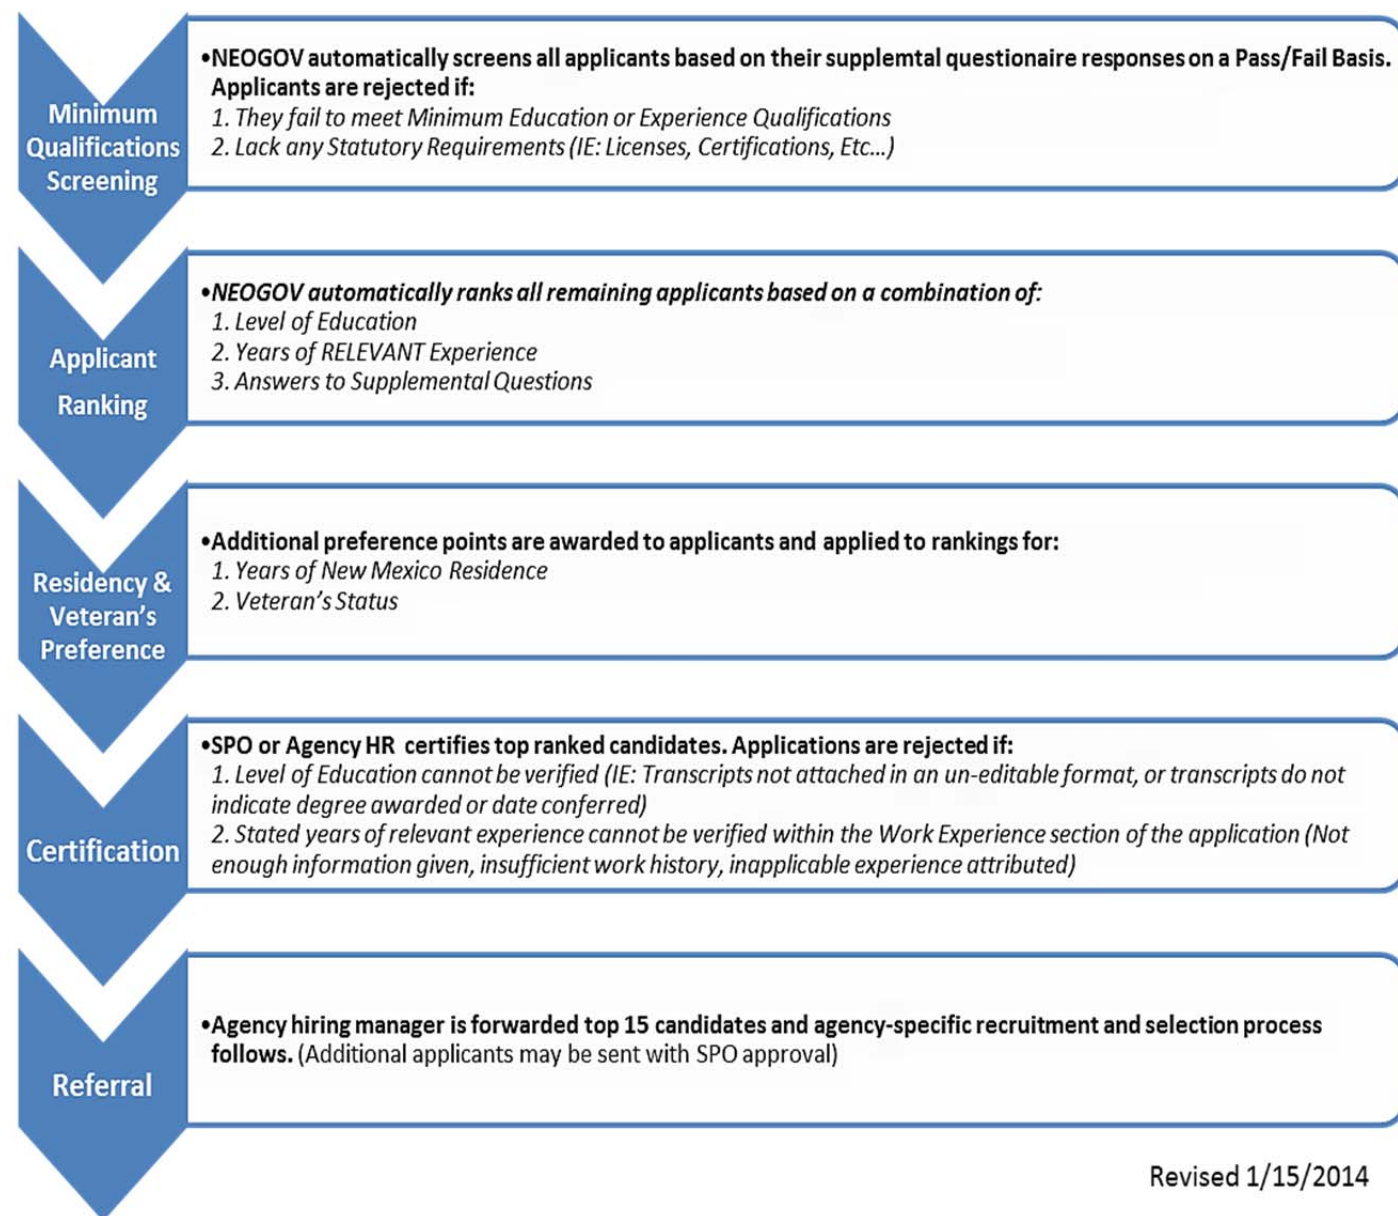 Minimum
Qualifications
Screening
•NEOGOV automatically screens all applicants based on their supplemtal questionaire responses on a Pass/Fail Basis.
Applicants are rejected if:
1. They fail to meet Minimum Education or Experience Qualifications
2. Lack any Statutory Requirements (IE: Licenses, Certifications, Etc...)
Applicant
Ranking
•NEOGOV automatically ranks all remaining applicants based on a combination of:
1. Level of Education
2. Years of RELEVANT Experience
3. Answers to Supplemental Questions
Residency &
Veteran's
Preference
•Additional preference points are awarded to applicants and applied to rankings for:
1. Years of New Mexico Residence
2. Veteran's Status
Certification
•SPO or Agency HR certifies top ranked candidates. Applications are rejected if:
1. Level of Education cannot be verified (IE: Transcripts not attached in an un-editable format, or transcripts do not
indicate degree awarded or date conferred)
2. Stated years of relevant experience cannot be verified within the Work Experience section of the application (Not
enough information given, insufficient work history, inapplicable experience attributed)
Referral
•Agency hiring manager is forwarded top 15 candidates and agency-specific recruitment and selection process
follows. (Additional applicants may be sent with SPO approval)
Revised 1/15/2014